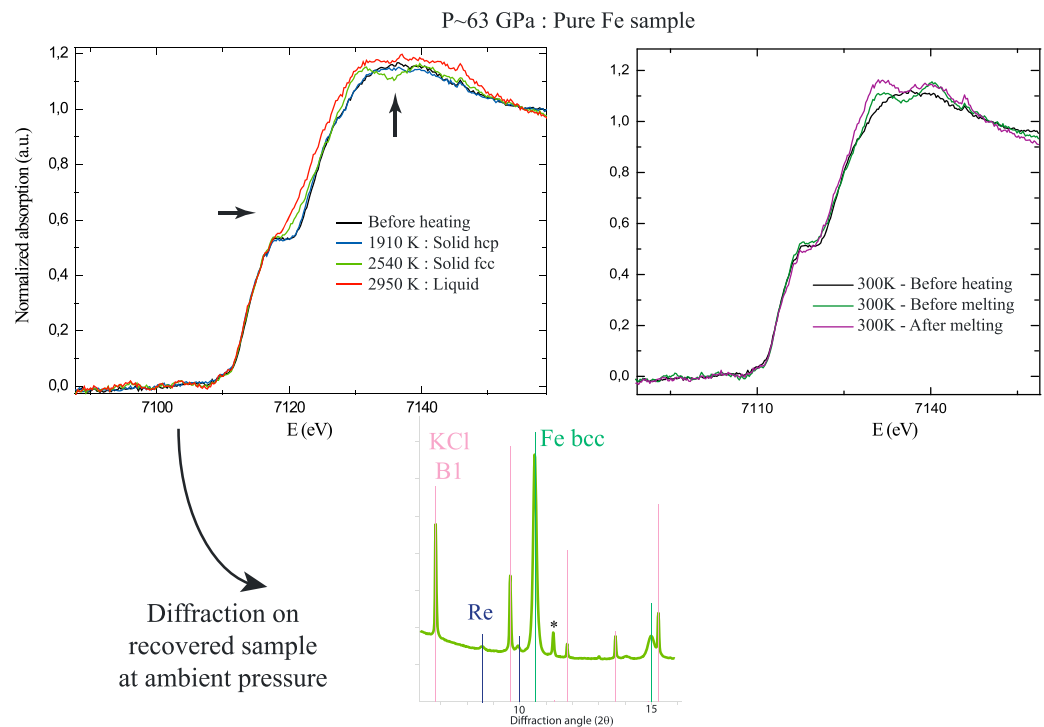 P~63 GPa : Pure Fe sample
1,2
1,0
0,8
0,6
0,4
0,2
0,0
Normalized absorption (a.u.)
Before heating
1910 K : Solid hcp
2540 K : Solid fcc
2950 K : Liquid
7100
7120
7140
E (eV)
1,2
1,0
0,8
0,6
0,4
0,2
0,0
300K - Before heating
300K - Before melting
300K - After melting
7110
7140
E (eV)
KCl
B1
Fe bcc
Re
*
10
15
Diffraction angle (2θ)
Diffraction on
recovered sample
at ambient pressure